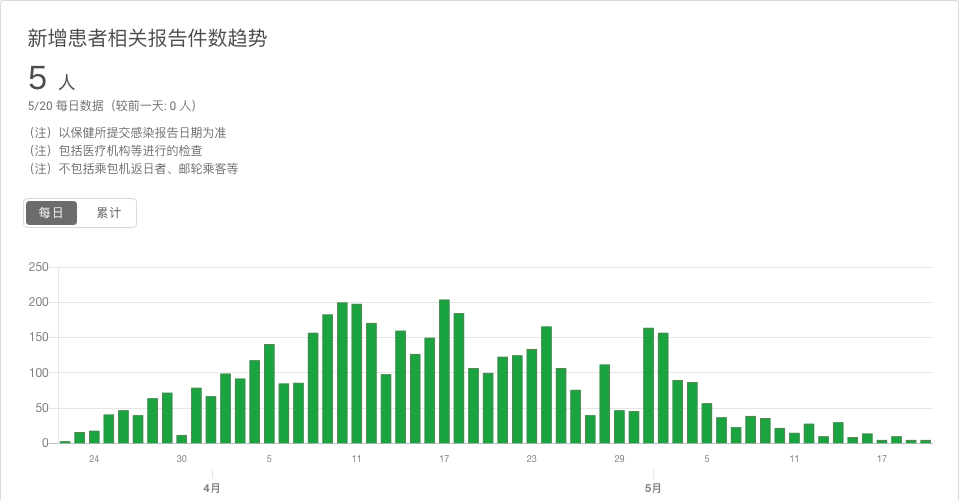 新增患者相关报告件数趋势
5 人
5/20 每日数据（较前一天: 0 人）
（注）以保健所提交感染报告日期为准
（注）包括医疗机构等进行的检查
（注）不包括乘包机返日者、邮轮乘客等
每日 累计
250
200
150
100
50
0
24 30 5 11 17 23 29 5 11 17
4月 5月